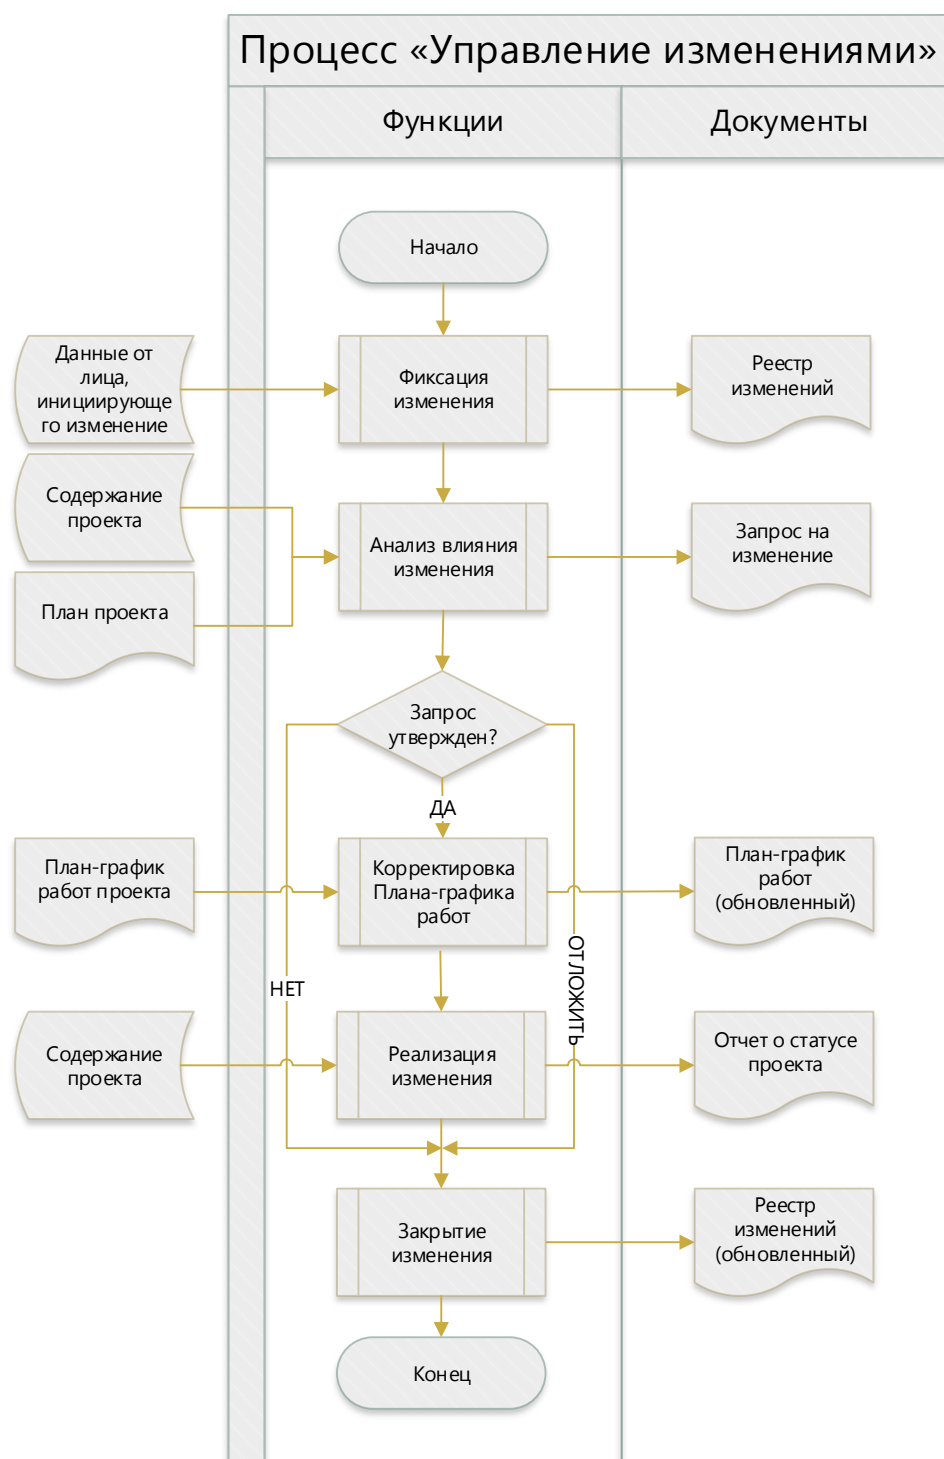 Процесс «Управление изменениями»
Функции
Документы
Начало
Данные от
лица,
инициирующе
го изменение
Фиксация
изменения
Реестр
изменений
Содержание
проекта
План проекта
Анализ влияния
изменения
Запрос на
изменение
Запрос
утвержден?
ДА
План-график
работ проекта
Корректировка
Плана-графика
работ
План-график
работ
(обновленный)
НЕТ
ОТЛОЖИТЬ
Содержание
проекта
Реализация
изменения
Отчет о статусе
проекта
Закрытие
изменения
Реестр
изменений
(обновленный)
Конец